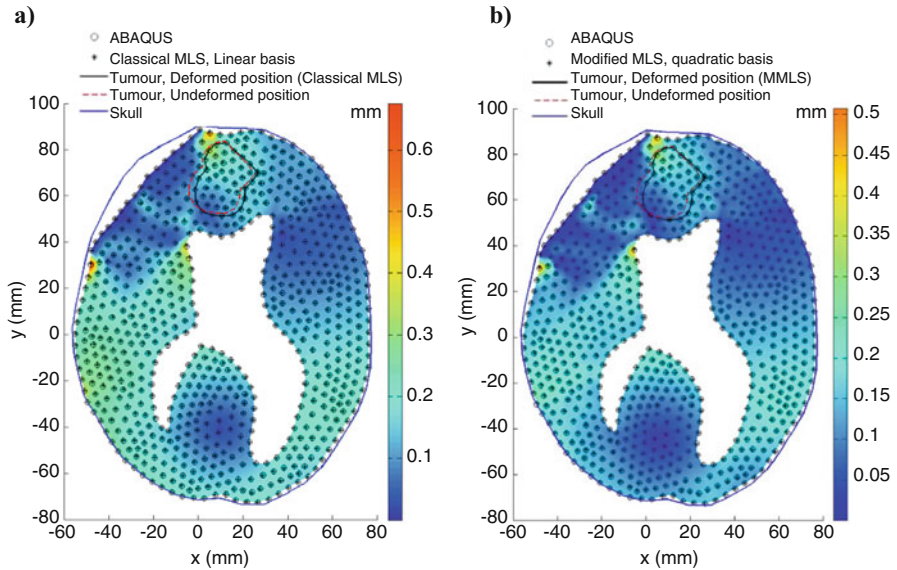 a)
ABAQUS
Classical MLS, Linear basis
Tumour, Deformed position (Classical MLS)
Tumour, Undeformed position
Skull
mm
100
80
60
40
20
0
-20
-40
-60
-80
-60 -40 -20 0 20 40 60 80
x (mm)
y (mm)
0.6
0.5
0.4
0.3
0.2
0.1
b)
ABAQUS
Modified MLS, quadratic basis
Tumour, Deformed position (MMLS)
Tumour, Undeformed position
Skull
mm
100
80
60
40
20
0
-20
-40
-60
-80
-60 -40 -20 0 20 40 60 80
x (mm)
y (mm)
0.5
0.45
0.4
0.35
0.3
0.25
0.2
0.15
0.1
0.05